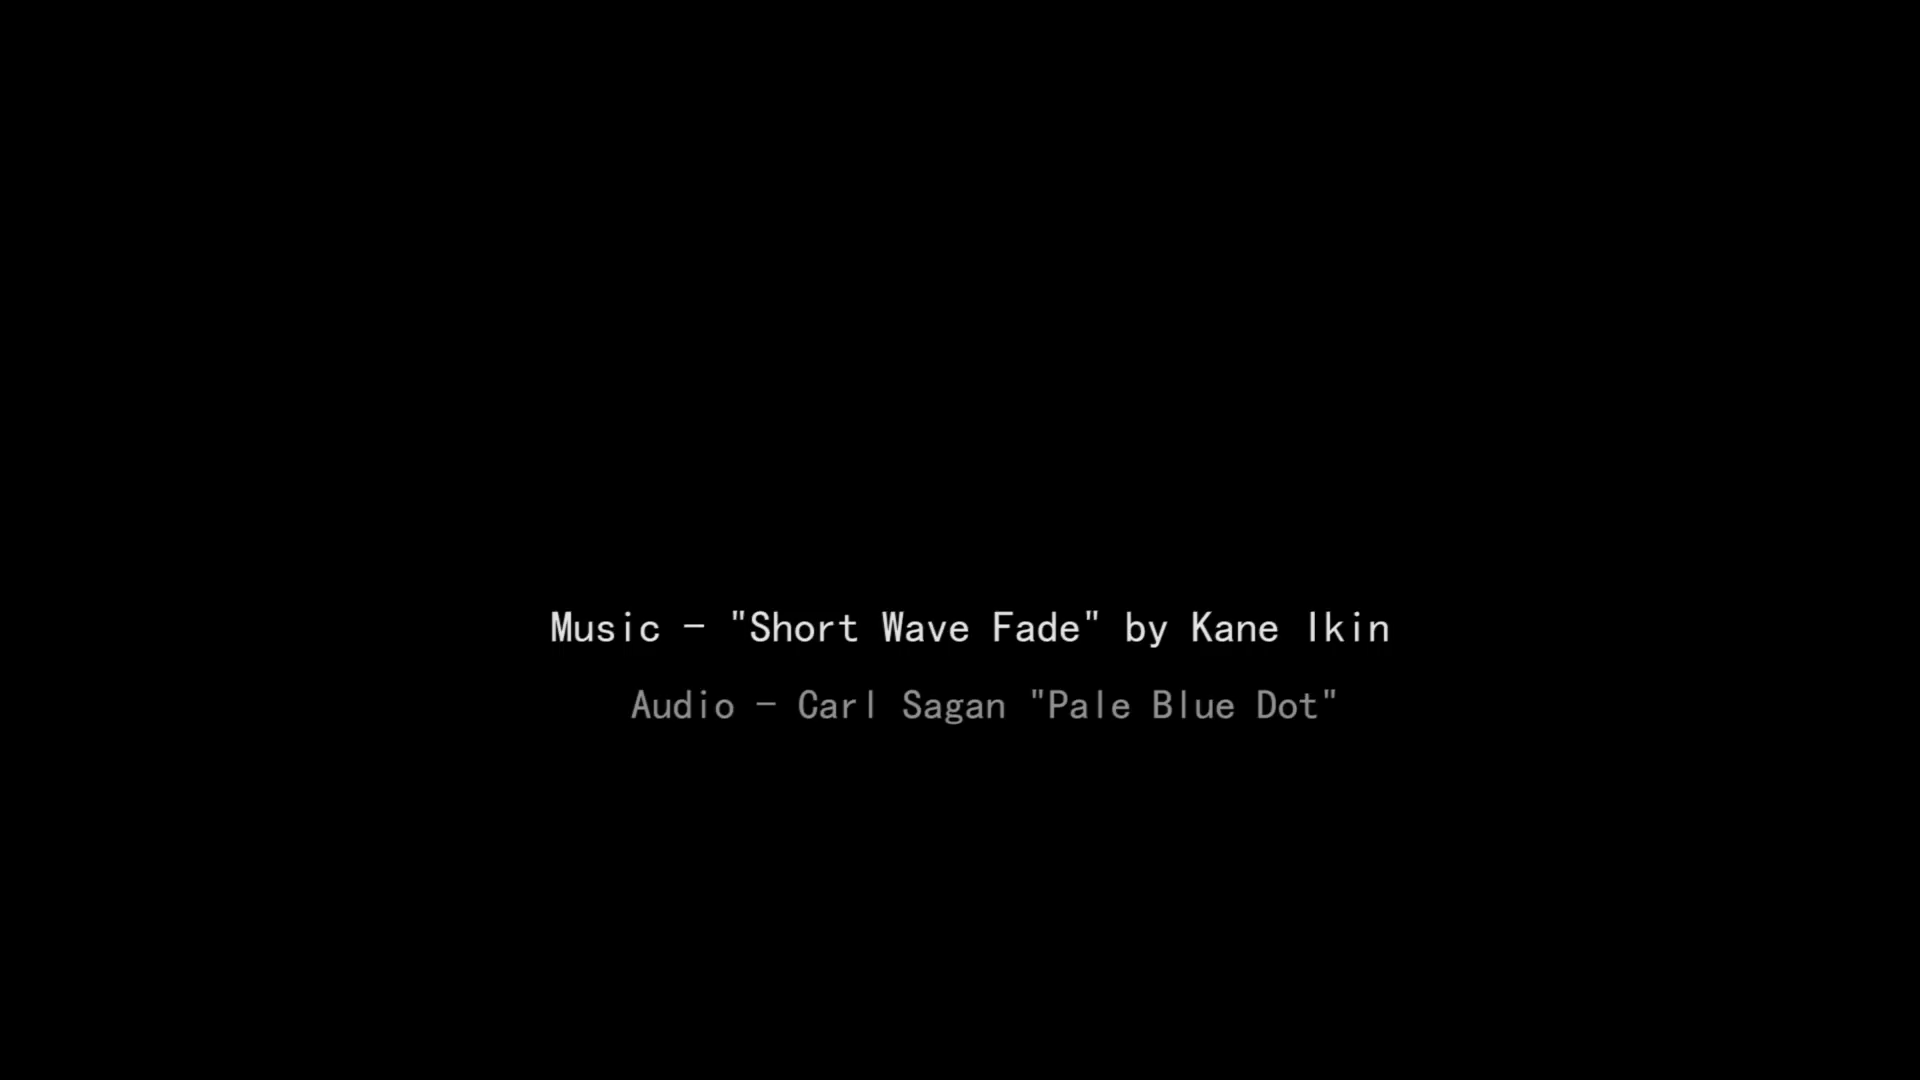 Music - "Short Wave Fade" by Kane Ikin
Audio - Carl Sagan "Pale Blue Dot"